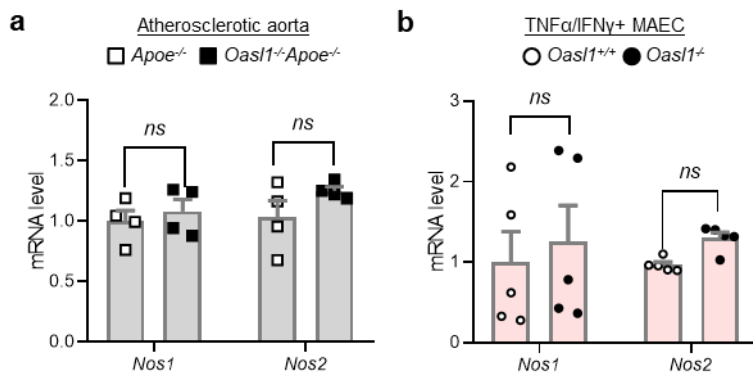 a
Atherosclerotic aorta
Apoe-/- Oasl1-/-Apoe-/-
mRNA level
2.0
1.5
1.0
0.5
0.0
ns
ns
Nos1 Nos2
b
TNFα/IFNγ+ MAEC
Oasl1+/+ Oasl1-/-
mRNA level
3
2
1
0
ns
ns
Nos1 Nos2